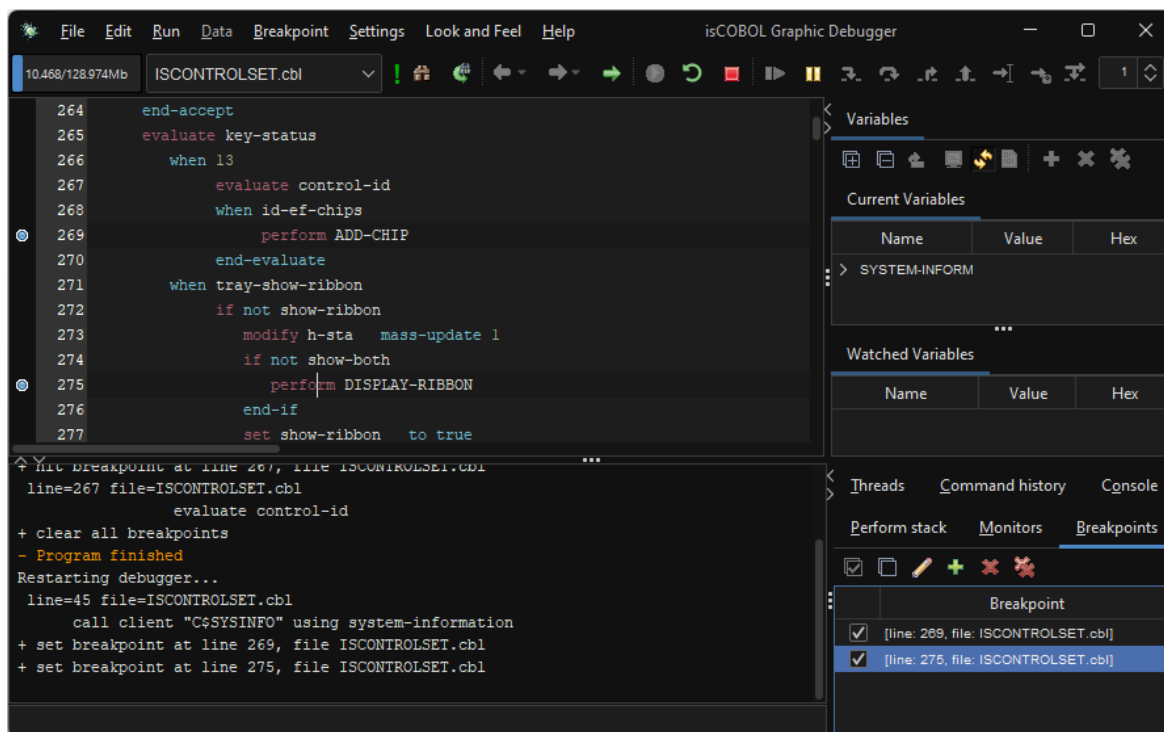 File Edit Run Data Breakpoint Settings Look and Feel Help isCOBOL Graphic Debugger
10.468/128.974Mb ISCONTROLSET.cbl 1
264 end-accept
265 evaluate key-status
266 when 13
267 evaluate control-id
268 when id-ef-chips
269 perform ADD-CHIP
270 end-evaluate
271 when tray-show-ribbon
272 if not show-ribbon
273 modify h-sta mass-update 1
274 if not show-both
275 perform DISPLAY-RIBBON
276 end-if
277 set show-ribbon to true
Variables
Current Variables
Name Value Hex
SYSTEM-INFORM
Watched Variables
Name Value Hex
+ hit breakpoint at line 267, file ISCONTROLSET.cbl
line=267 file=ISCONTROLSET.cbl
evaluate control-id
+ clear all breakpoints
- Program finished
Restarting debugger...
line=45 file=ISCONTROLSET.cbl
call client "C$SYSINFO" using system-information
+ set breakpoint at line 269, file ISCONTROLSET.cbl
+ set breakpoint at line 275, file ISCONTROLSET.cbl
Threads Command history Console
Perform stack Monitors Breakpoints
Breakpoint
[line: 269, file: ISCONTROLSET.cbl]
[line: 275, file: ISCONTROLSET.cbl]